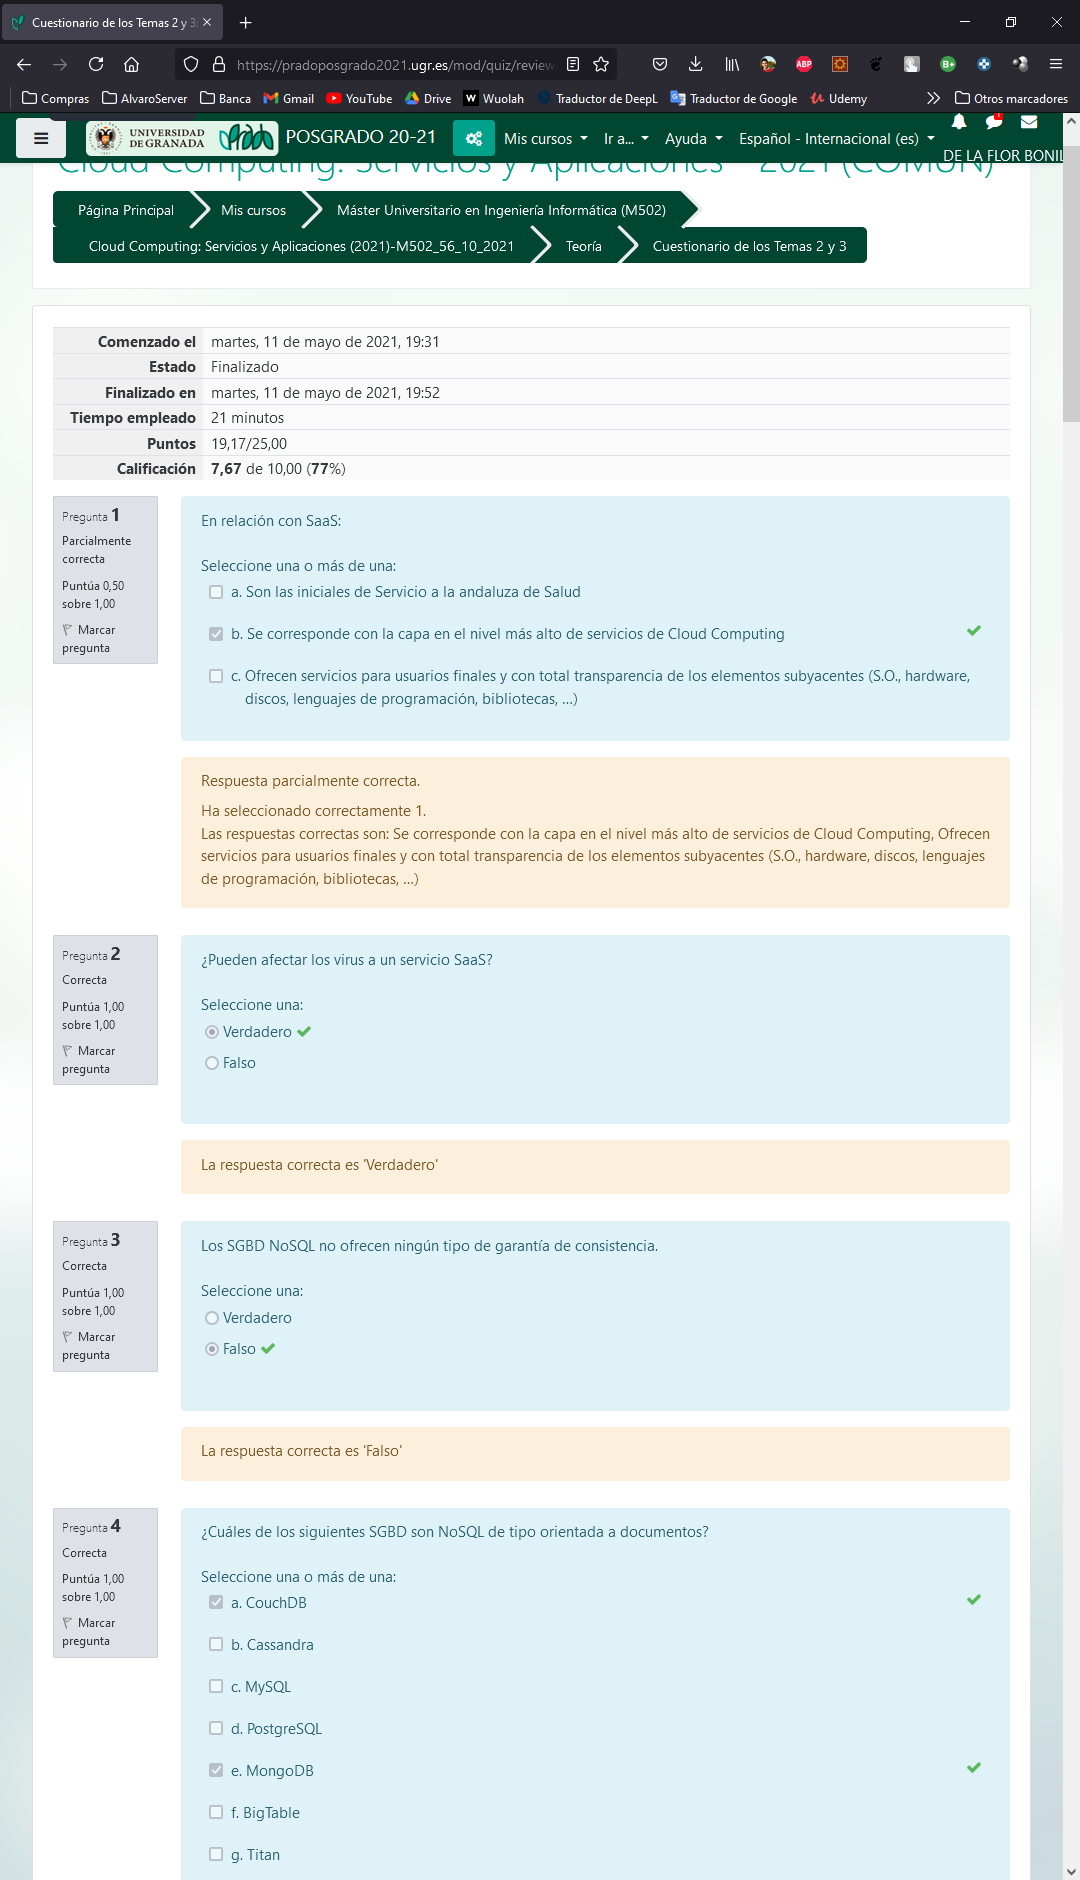 Cuestionario de los Temas 2 y 3:
https://pradoposgrado2021.ugr.es/mod/quiz/review
Compras AlvaroServer Banca Gmail YouTube Drive Wuolah Traductor de DeepL Traductor de Google Udemy Otros marcadores
UNIVERSIDAD DE GRANADA
POSGRADO 20-21 Mis cursos Ir a... Ayuda Español - Internacional (es)
DE LA FLOR BONIL
Cloud Computing: Servicios y Aplicaciones - 2021 (COMUN)
Página Principal Mis cursos Máster Universitario en Ingeniería Informática (M502)
Cloud Computing: Servicios y Aplicaciones (2021)-M502_56_10_2021 Teoría Cuestionario de los Temas 2 y 3
Comenzado el martes, 11 de mayo de 2021, 19:31
Estado Finalizado
Finalizado en martes, 11 de mayo de 2021, 19:52
Tiempo empleado 21 minutos
Puntos 19,17/25,00
Calificación 7,67 de 10,00 (77%)
Pregunta 1
Parcialmente
correcta
Puntúa 0,50
sobre 1,00
Marcar
pregunta
En relación con SaaS:
Seleccione una o más de una:
a. Son las iniciales de Servicio a la andaluza de Salud
b. Se corresponde con la capa en el nivel más alto de servicios de Cloud Computing
c. Ofrecen servicios para usuarios finales y con total transparencia de los elementos subyacentes (S.O., hardware,
discos, lenguajes de programación, bibliotecas, ...)
Respuesta parcialmente correcta.
Ha seleccionado correctamente 1.
Las respuestas correctas son: Se corresponde con la capa en el nivel más alto de servicios de Cloud Computing, Ofrecen
servicios para usuarios finales y con total transparencia de los elementos subyacentes (S.O., hardware, discos, lenguajes
de programación, bibliotecas, ...)
Pregunta 2
Correcta
Puntúa 1,00
sobre 1,00
Marcar
pregunta
¿Pueden afectar los virus a un servicio SaaS?
Seleccione una:
Verdadero
Falso
La respuesta correcta es 'Verdadero'
Pregunta 3
Correcta
Puntúa 1,00
sobre 1,00
Marcar
pregunta
Los SGBD NoSQL no ofrecen ningún tipo de garantía de consistencia.
Seleccione una:
Verdadero
Falso
La respuesta correcta es 'Falso'
Pregunta 4
Correcta
Puntúa 1,00
sobre 1,00
Marcar
pregunta
¿Cuáles de los siguientes SGBD son NoSQL de tipo orientada a documentos?
Seleccione una o más de una:
a. CouchDB
b. Cassandra
c. MySQL
d. PostgreSQL
e. MongoDB
f. BigTable
g. Titan